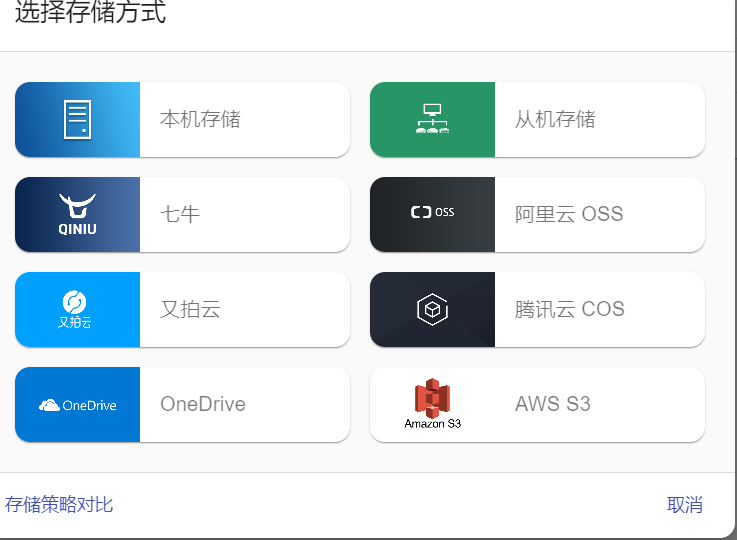 选择存储方式
本机存储
从机存储
QINIU
七牛
OSS
阿里云 OSS
又拍云
又拍云
腾讯云 COS
OneDrive
OneDrive
Amazon S3
AWS S3
存储策略对比
取消